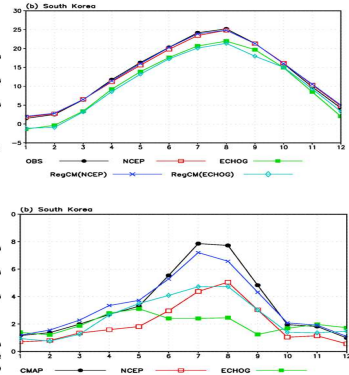 (b) South Korea
30
25
20
15
10
5
0
-5
2 3 4 5 6 7 8 9 10 11 12
OBS NCEP ECHOG
RegCM(NCEP) RegCM(ECHOG)
(b) South Korea
0
8
6
4
2
0
2 3 4 5 6 7 8 9 10 11 12
CMAP NCEP ECHOG